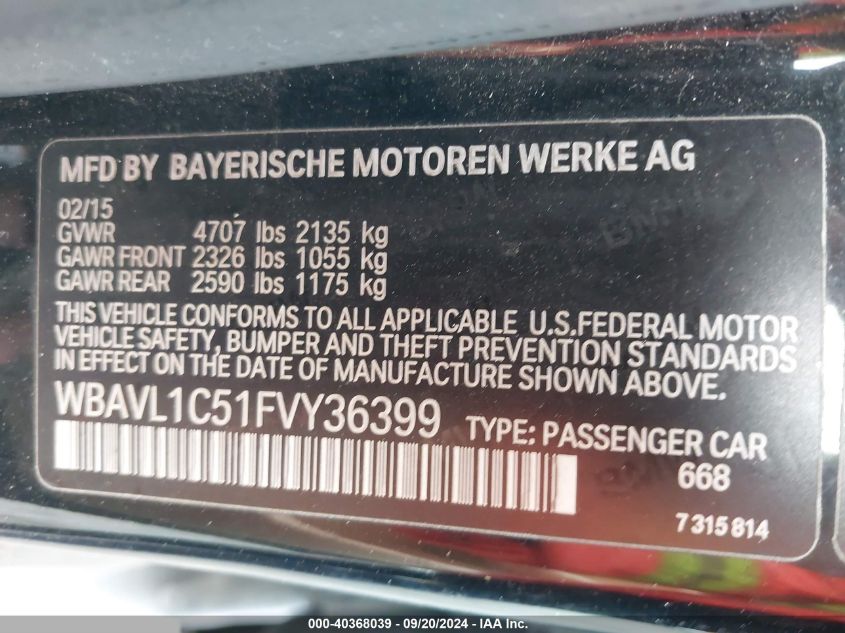 MFD BY BAYERISCHE MOTOREN WERKE AG
02/15
GVWR 4707 lbs 2135 kg
GAWR FRONT 2326 lbs 1055 kg
GAWR REAR 2590 lbs 1175 kg
THIS VEHICLE CONFORMS TO ALL APPLICABLE U.S.FEDERAL MOTOR
VEHICLE SAFETY, BUMPER AND THEFT PREVENTION STANDARDS
IN EFFECT ON THE DATE OF MANUFACTURE SHOWN ABOVE.
WBAVL1C51FVY36399 TYPE: PASSENGER CAR
668
7 315 814
000-40368039 - 09/20/2024 - IAA, Inc.